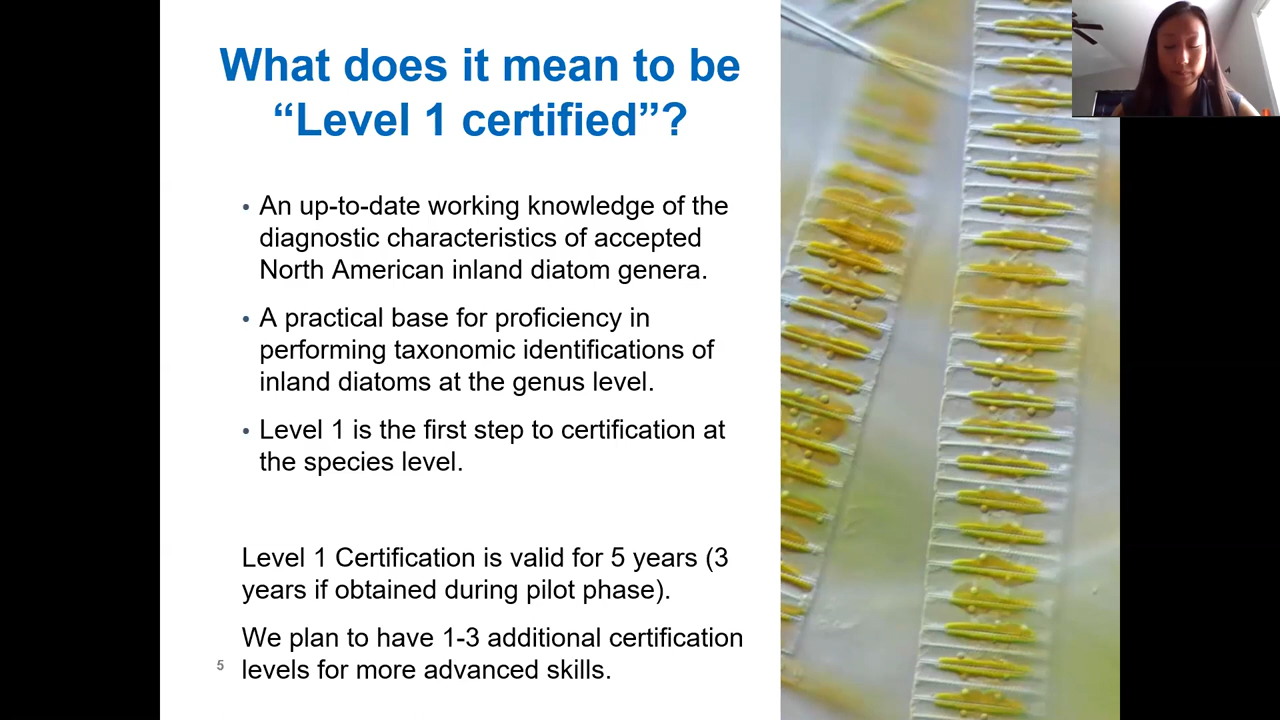 What does it mean to be
“Level 1 certified”?
• An up-to-date working knowledge of the
diagnostic characteristics of accepted
North American inland diatom genera.
• A practical base for proficiency in
performing taxonomic identifications of
inland diatoms at the genus level.
• Level 1 is the first step to certification at
the species level.
Level 1 Certification is valid for 5 years (3
years if obtained during pilot phase).
We plan to have 1-3 additional certification
levels for more advanced skills.
5